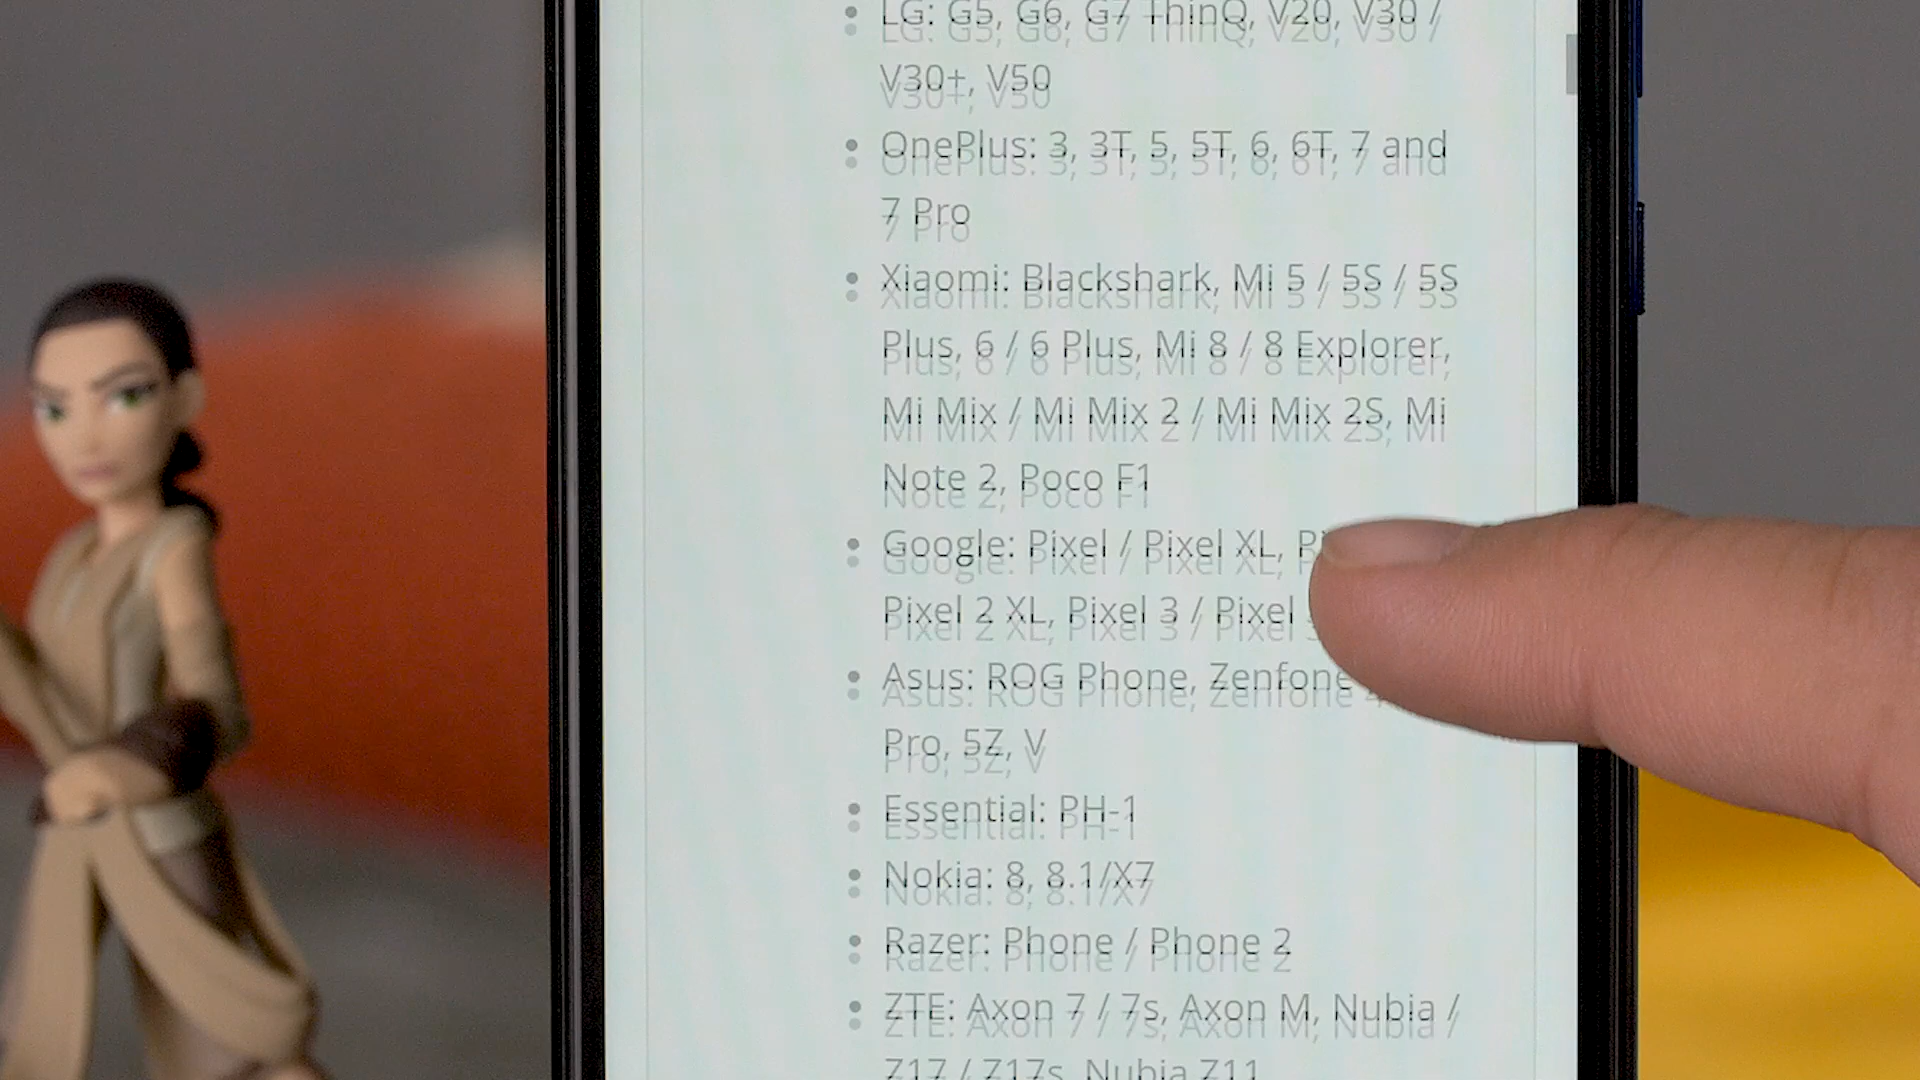 LG: G5, G6, G7 ThinQ, V20, V30 /
V30+, V50
OnePlus: 3, 3T, 5, 5T, 6, 6T, 7 and
7 Pro
Xiaomi: Blackshark, Mi 5 / 5S / 5S
Plus, 6 / 6 Plus, Mi 8 / 8 Explorer,
Mi Mix / Mi Mix 2 / Mi Mix 2S, Mi
Note 2, Poco F1
Google: Pixel / Pixel XL,
Pixel 2 XL, Pixel 3 / Pixel
Asus: ROG Phone, Zenfone
Pro, 5Z, V
Essential: PH-1
Nokia: 8, 8.1/X7
Razer: Phone / Phone 2
ZTE: Axon 7 / 7s, Axon M, Nubia /
Z17 / Z17s, Nubia Z11